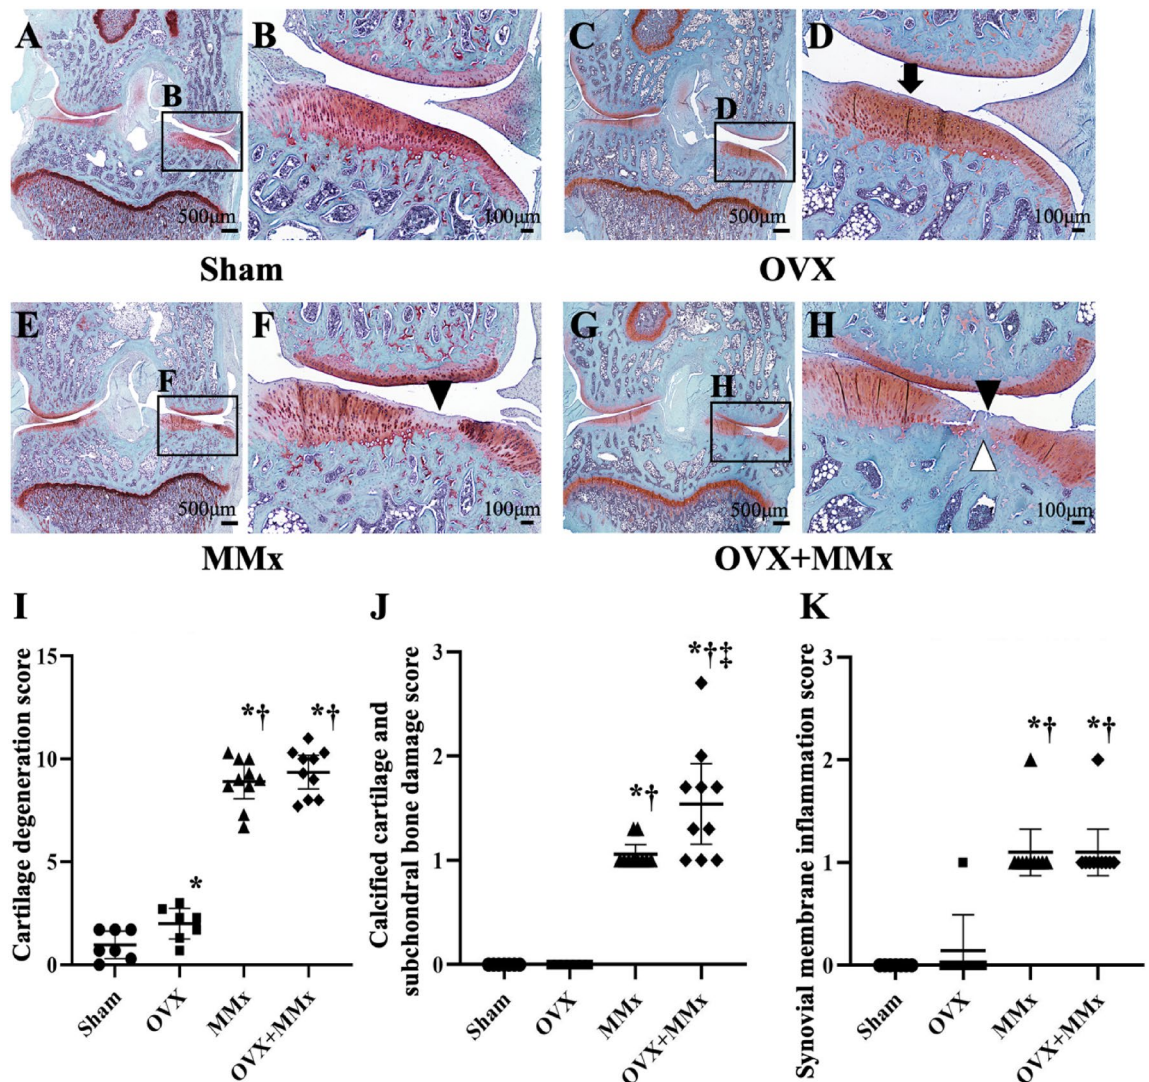 A
B
B
500μm
100μm
Sham
C
D
D
500μm
100μm
OVX
E
F
F
500μm
100μm
MMx
G
H
H
500μm
100μm
OVX+MMx
I
Cartilage degeneration score
15
10
5
0
*
*†
*†
Sham
OVX
MMx
OVX+MMx
J
Calcified cartilage and
subchondral bone damage score
3
2
1
0
*†
*†‡
Sham
OVX
MMx
OVX+MMx
K
Synovial membrane inflammation score
3
2
1
0
*†
*†
Sham
OVX
MMx
OVX+MMx